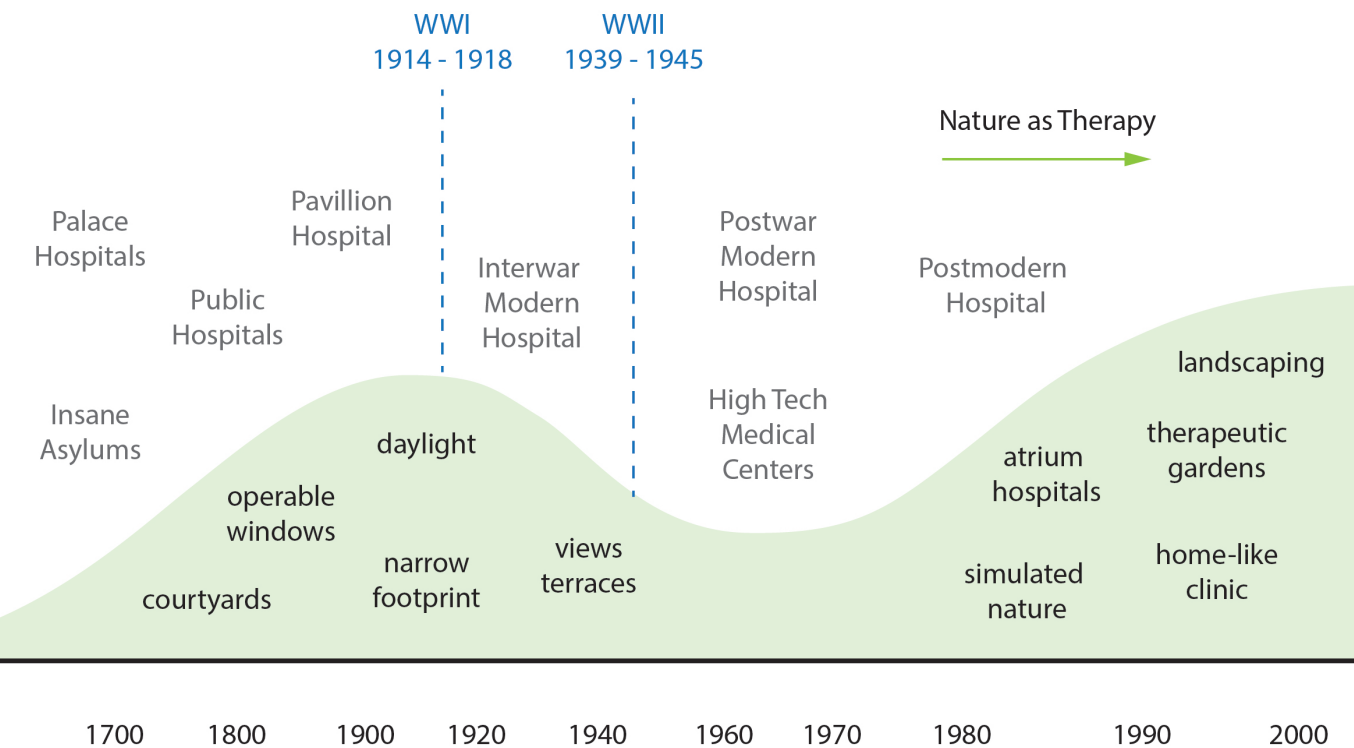 WWI
1914 - 1918
WWII
1939 - 1945
Nature as Therapy
Palace
Hospitals
Public
Hospitals
Pavillion
Hospital
Insane
Asylums
Interwar
Modern
Hospital
Postwar
Modern
Hospital
High Tech
Medical
Centers
Postmodern
Hospital
courtyards
operable
windows
daylight
narrow
footprint
views
terraces
atrium
hospitals
simulated
nature
landscaping
therapeutic
gardens
home-like
clinic
1700 1800 1900 1920 1940 1960 1970 1980 1990 2000